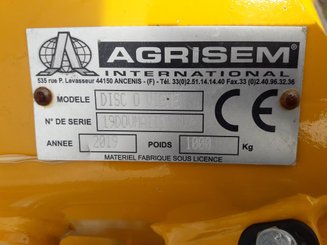 AGRISEM
INTERNATIONAL
535 rue P. Levasseur 44150 ANCENIS - (F) - Tél. 33(0)2.51.14.14.40 Fax.33 (0)2.40.96.32.36
MODELE DISC O
N° DE SERIE
CE
ANNEE 2019 POIDS Kg
MATERIEL FABRIQUE SOUS LICENCE